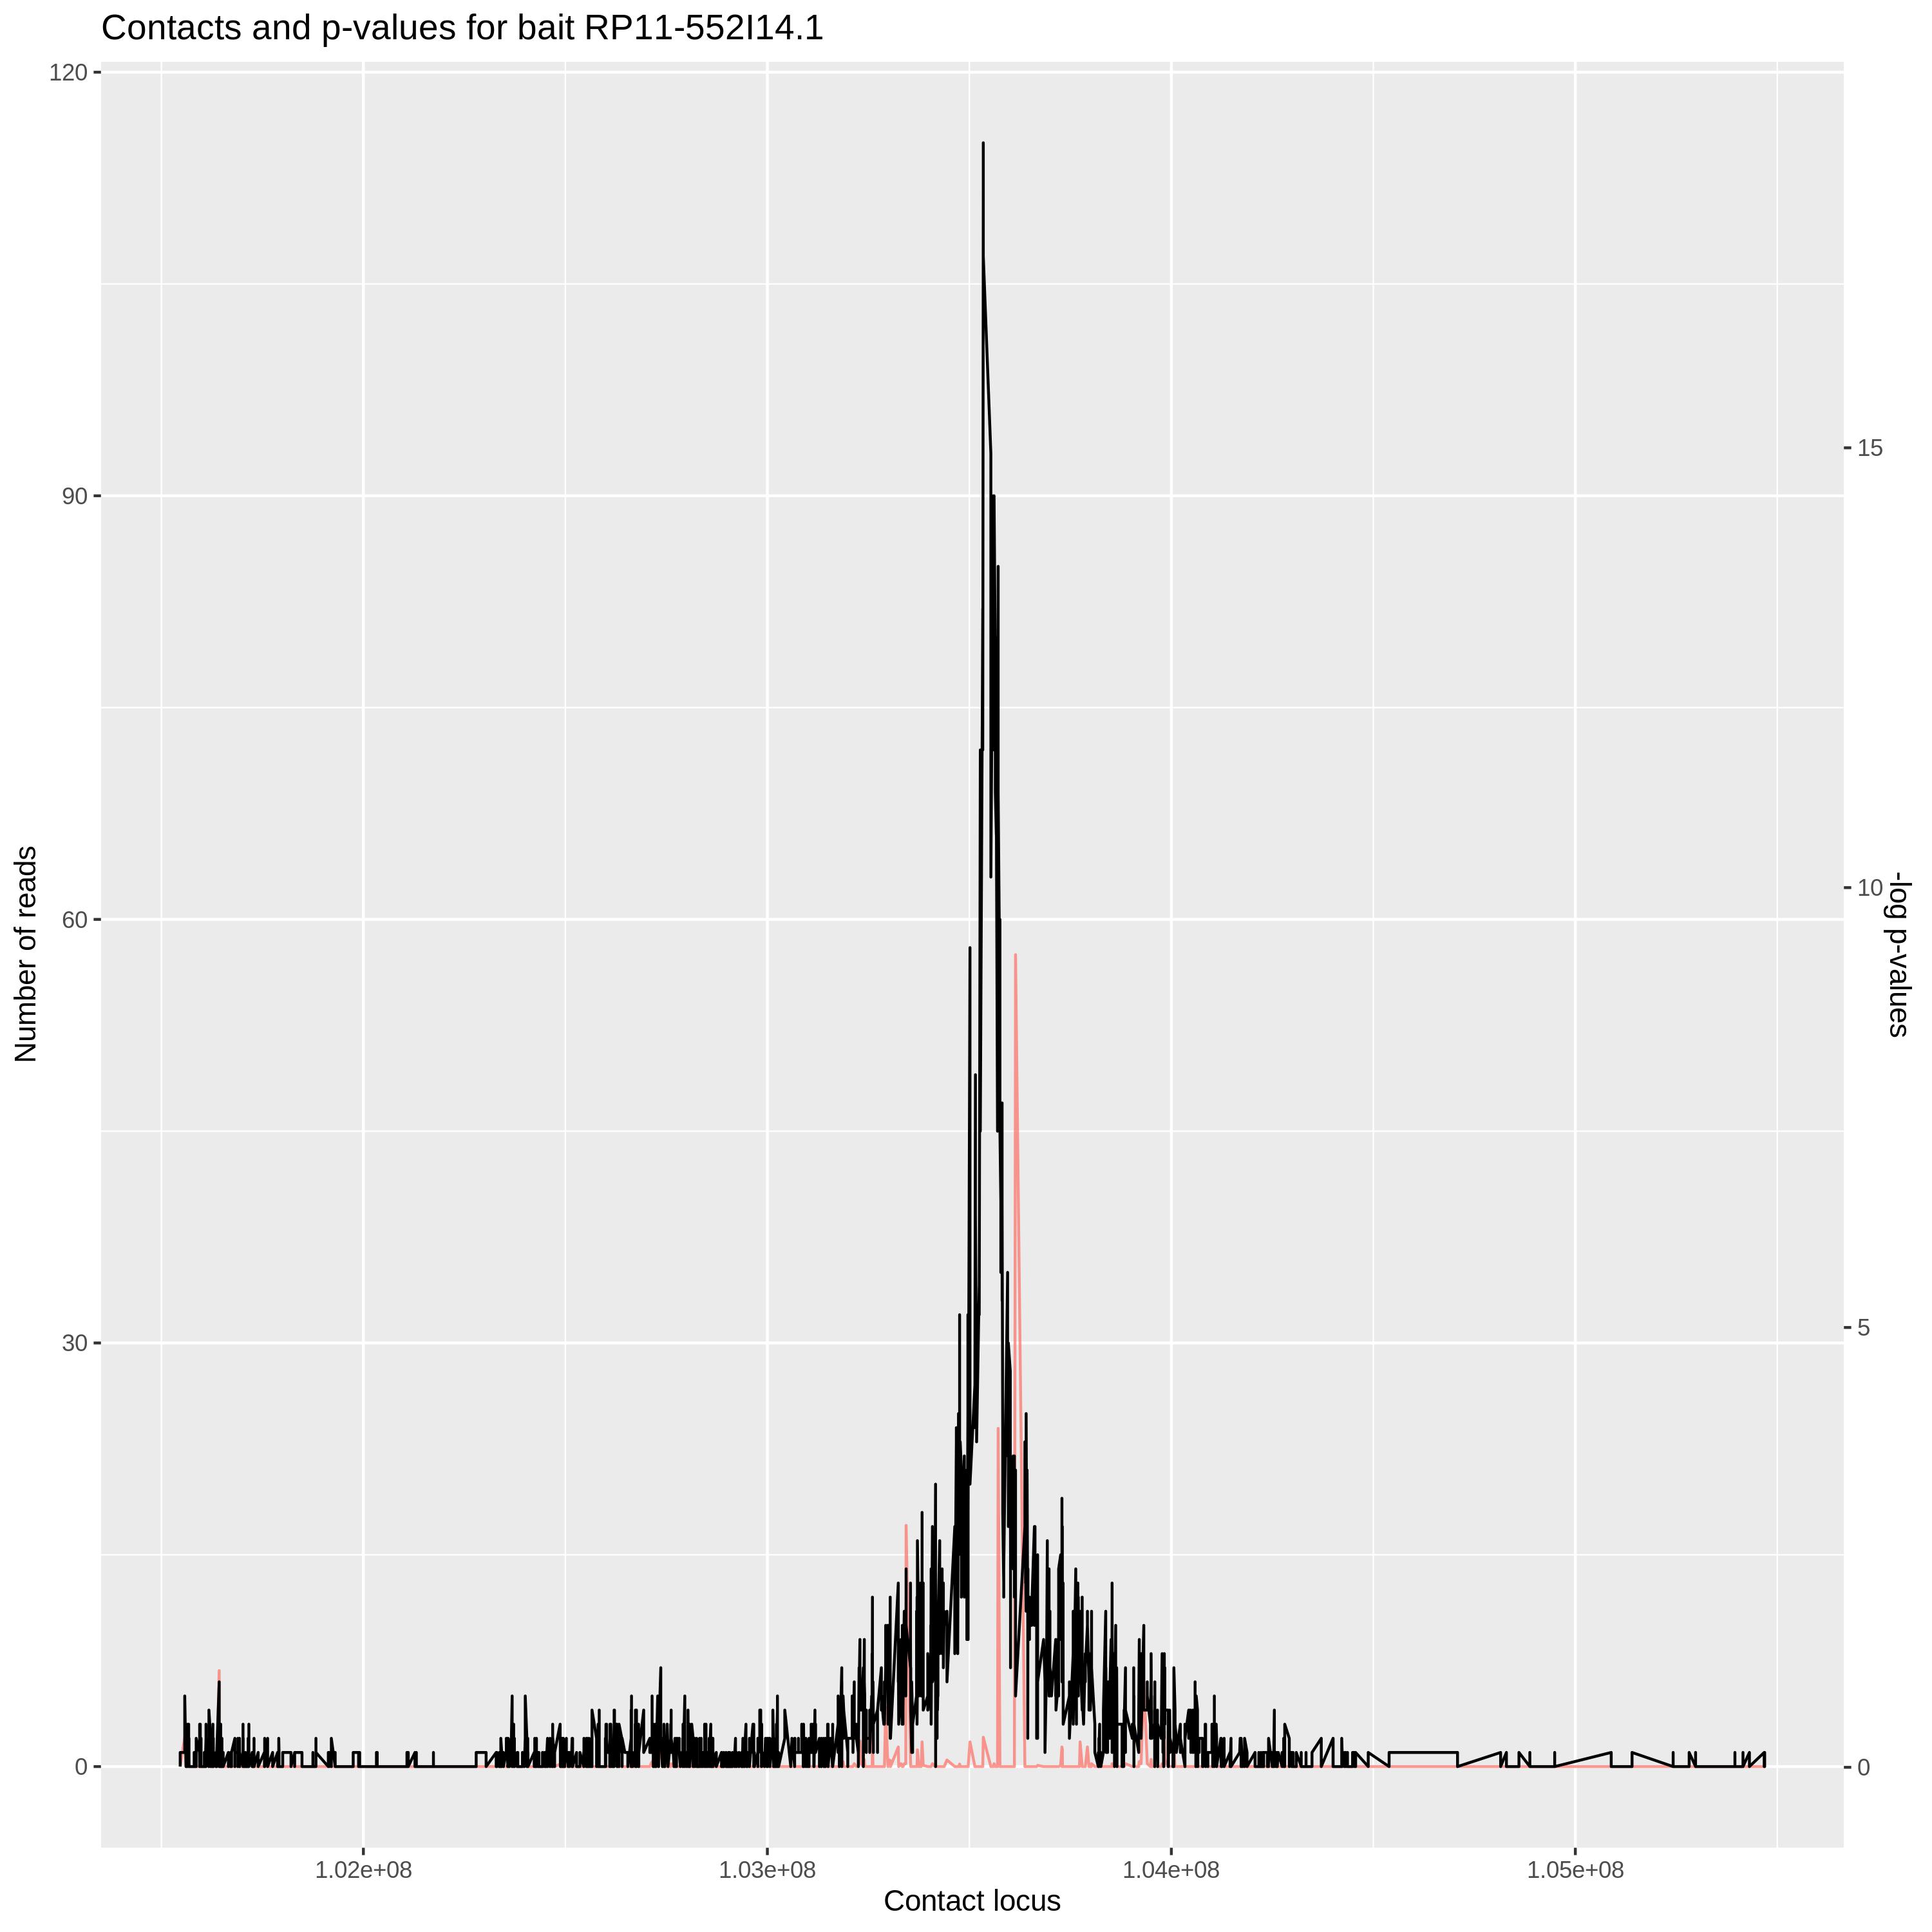 Contacts and p-values for bait RP11-552I14.1
120
90
60
30
0
Number of reads
15
10
5
0
-log p-values
1.02e+08
1.03e+08
1.04e+08
1.05e+08
Contact locus